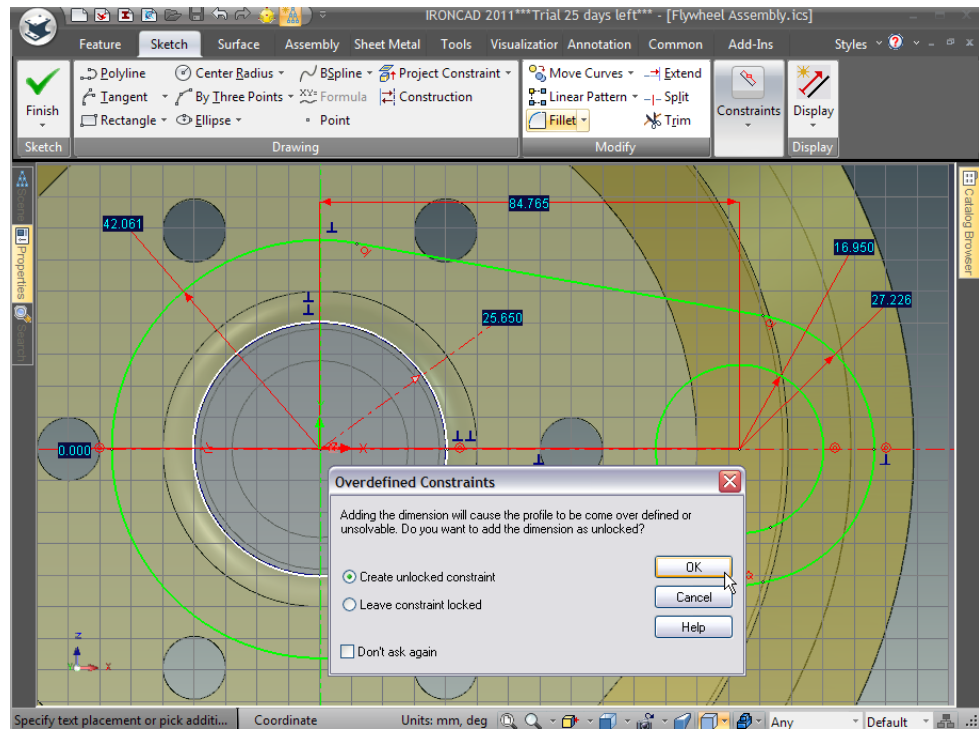 IRONCAD 2011***Trial 25 days left*** - [Flywheel Assembly.ics]
Feature Sketch Surface Assembly Sheet Metal Tools Visualizatior Annotation Common Add-Ins Styles
Polyline Center Radius BSpline Project Constraint Move Curves Extend
Finish Tangent By Three Points XY= Formula Construction Linear Pattern Split Constraints Display
Rectangle Ellipse Point Fillet Trim
Sketch Drawing Modify Display
Scene
Properties
Search
Catalog Browser
84.765
42.061
16.950
27.226
25.650
0.000
X
Overdefined Constraints
Adding the dimension will cause the profile to be come over defined or
unsolvable. Do you want to add the dimension as unlocked?
Create unlocked constraint
Leave constraint locked
Don't ask again
OK
Cancel
Help
z
x
Specify text placement or pick additi... Coordinate Units: mm, deg Any Default